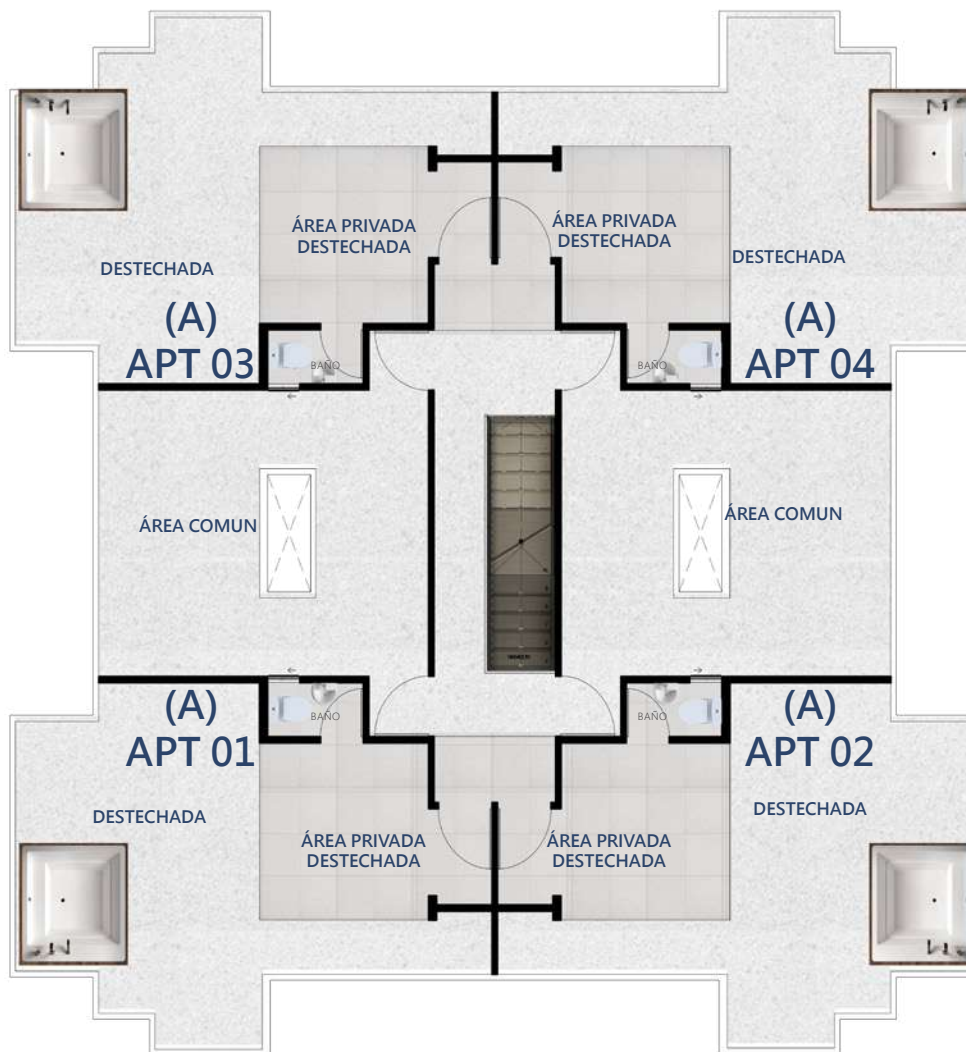 ÁREA PRIVADA
DESTECHADA
ÁREA PRIVADA
DESTECHADA
DESTECHADA
DESTECHADA
(A)
APT 03
(A)
APT 04
BAÑO
BAÑO
ÁREA COMUN
ÁREA COMUN
(A)
APT 01
(A)
APT 02
BAÑO
BAÑO
DESTECHADA
DESTECHADA
ÁREA PRIVADA
DESTECHADA
ÁREA PRIVADA
DESTECHADA